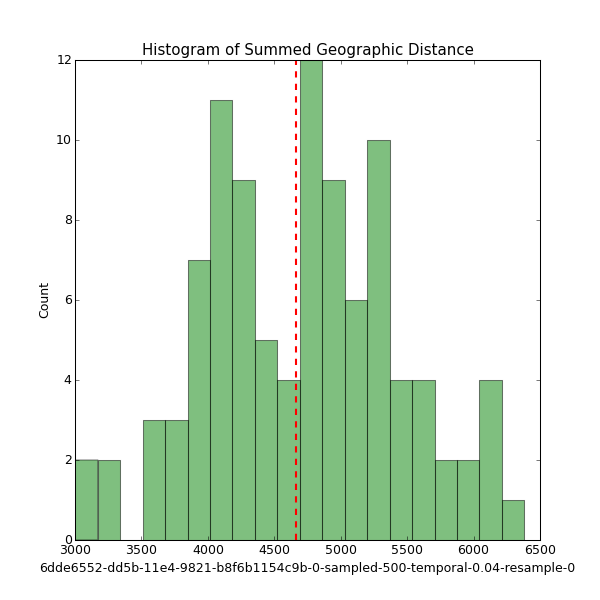 Histogram of Summed Geographic Distance
12
10
8
6
4
2
0
Count
3000 3500 4000 4500 5000 5500 6000 6500
6dde6552-dd5b-11e4-9821-b8f6b1154c9b-0-sampled-500-temporal-0.04-resample-0